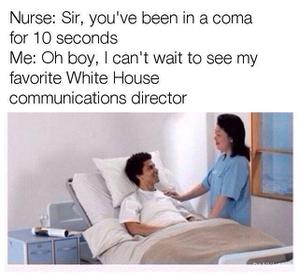 Nurse: Sir, you've been in a coma
for 10 seconds
Me: Oh boy, I can't wait to see my
favorite White House
communications director